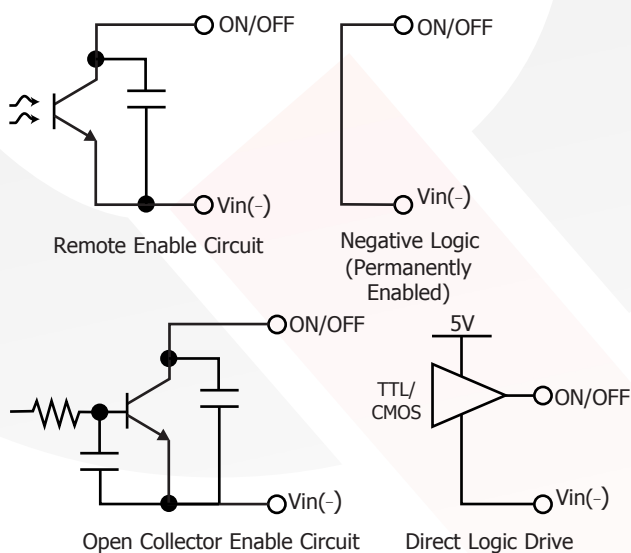 ON/OFF
Vin(–)
Remote Enable Circuit
ON/OFF
Vin(–)
Negative Logic
(Permanently
Enabled)
ON/OFF
Vin(–)
Open Collector Enable Circuit
5V
TTL/
CMOS
ON/OFF
Vin(–)
Direct Logic Drive